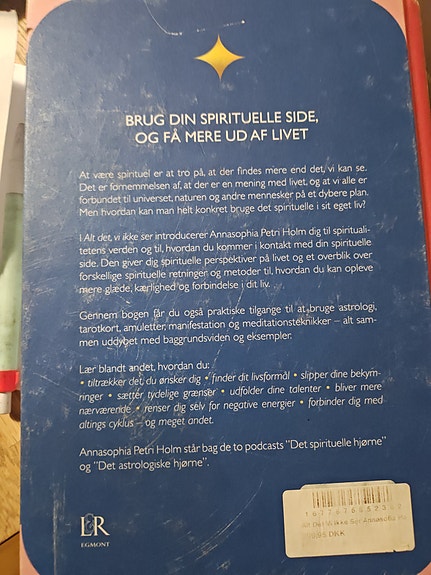 BRUG DIN SPIRITUELLE SIDE,
OG FÅ MERE UD AF LIVET
At være spirituel er at tro på, at der findes mere end det, vi kan se.
Det er fornemmelsen af, at der er en mening med livet, og at vi alle er
forbundet til universet, naturen og andre mennesker på et dybere plan.
Men hvordan kan man helt konkret bruge det spirituelle i sit eget liv?
I Alt det, vi ikke ser introducerer Annasophia Petri Holm dig til spirituali-
tetens verden og til, hvordan du kommer i kontakt med din spirituelle
side. Den giver dig spirituelle perspektiver på livet og et overblik over
forskellige spirituelle retninger og metoder til, hvordan du kan opleve
mere glæde, kærlighed og forbindelse i dit liv.
Gennem bogen får du også praktiske tilgange til at bruge astrologi,
tarotkort, amuletter, manifestation og meditationsteknikker – alt sam-
men uddybet med baggrundsviden og eksempler.
Lær blandt andet, hvordan du:
• tiltrækker det, du ønsker dig • finder dit livsformål • slipper dine bekym-
ringer • sætter tydelige grænser • udfolder dine talenter • bliver mere
nærværende • renser dig selv for negative energier • forbinder dig med
altings cyklus – og meget andet.
Annasophia Petri Holm står bag de to podcasts "Det spirituelle hjørne"
og "Det astrologiske hjørne".
L&R
EGMONT
Alt Det Vi Ikke Ser
DKK